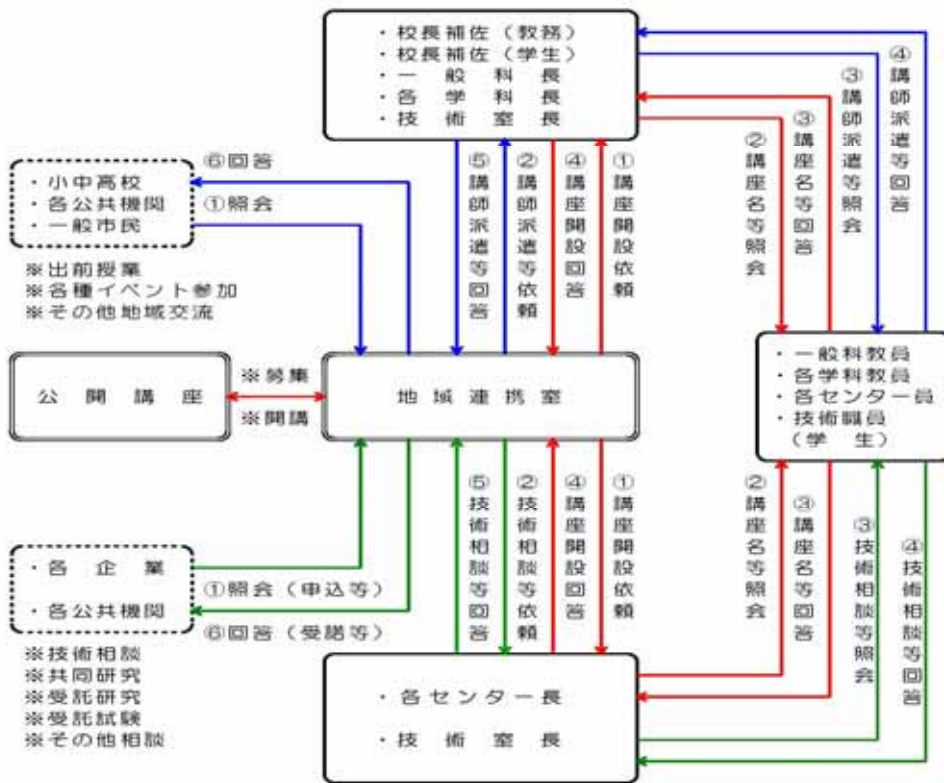 ・校長補佐（教務）
・校長補佐（学生）
・一般科長
・各学科長
・技術室長
⑥回答
①照会
・小中高校
・各公共機関
・一般市民
※出前授業
※各種イベント参加
※その他地域交流
⑤講師派遣等回答
②講師派遣等依頼
④講座開設回答
①講座開設依頼
②講座名等照会
③講座名等回答
③講師派遣等照会
④講師派遣等回答
公開講座
※募集
※開講
地域連携室
・一般科教員
・各学科教員
・各センター員
・技術職員
（学生）
⑤技術相談等回答
②技術相談等依頼
④講座開設回答
①講座開設依頼
②講座名等照会
③講座名等回答
③技術相談等照会
④技術相談等回答
・各企業
・各公共機関
①照会（申込等）
⑥回答（受諾等）
※技術相談
※共同研究
※受託研究
※受託試験
※その他相談
・各センター長
・技術室長